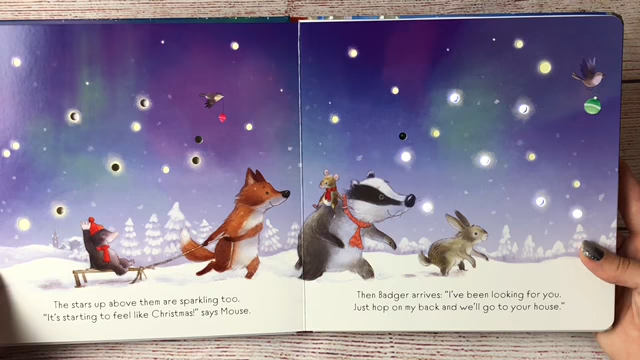 The stars up above them are sparkling too.
“It’s starting to feel like Christmas!” says Mouse.
Then Badger arrives: “I’ve been looking for you.
Just hop on my back and we’ll go to your house.”